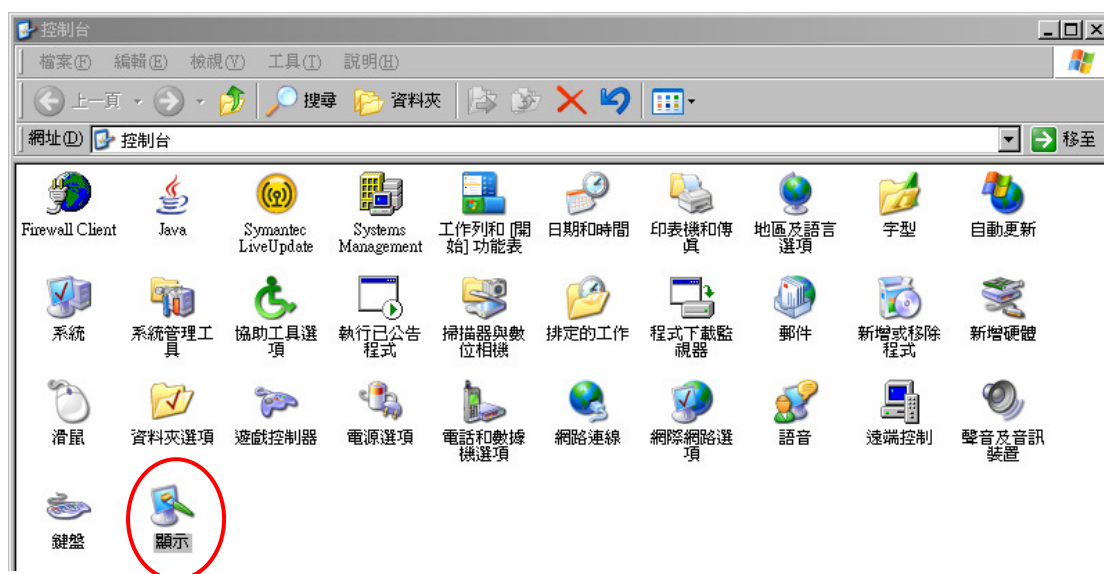 控制台
檔案(F) 編輯(E) 檢視(V) 工具(T) 說明(H)
上一頁 搜尋 資料夾
網址(D) 控制台 移至
Firewall Client
Java
Symantec
LiveUpdate
Systems
Management
工作列和 [開
始] 功能表
日期和時間
印表機和傳
真
地區及語言
選項
字型
自動更新
系統
系統管理工
具
協助工具選
項
執行已公告
程式
掃描器與數
位相機
排定的工作
程式下載監
視器
郵件
新增或移除
程式
新增硬體
滑鼠
資料夾選項
遊戲控制器
電源選項
電話和數據
機選項
網路連線
網際網路選
項
語音
遠端控制
聲音及音訊
裝置
鍵盤
顯示